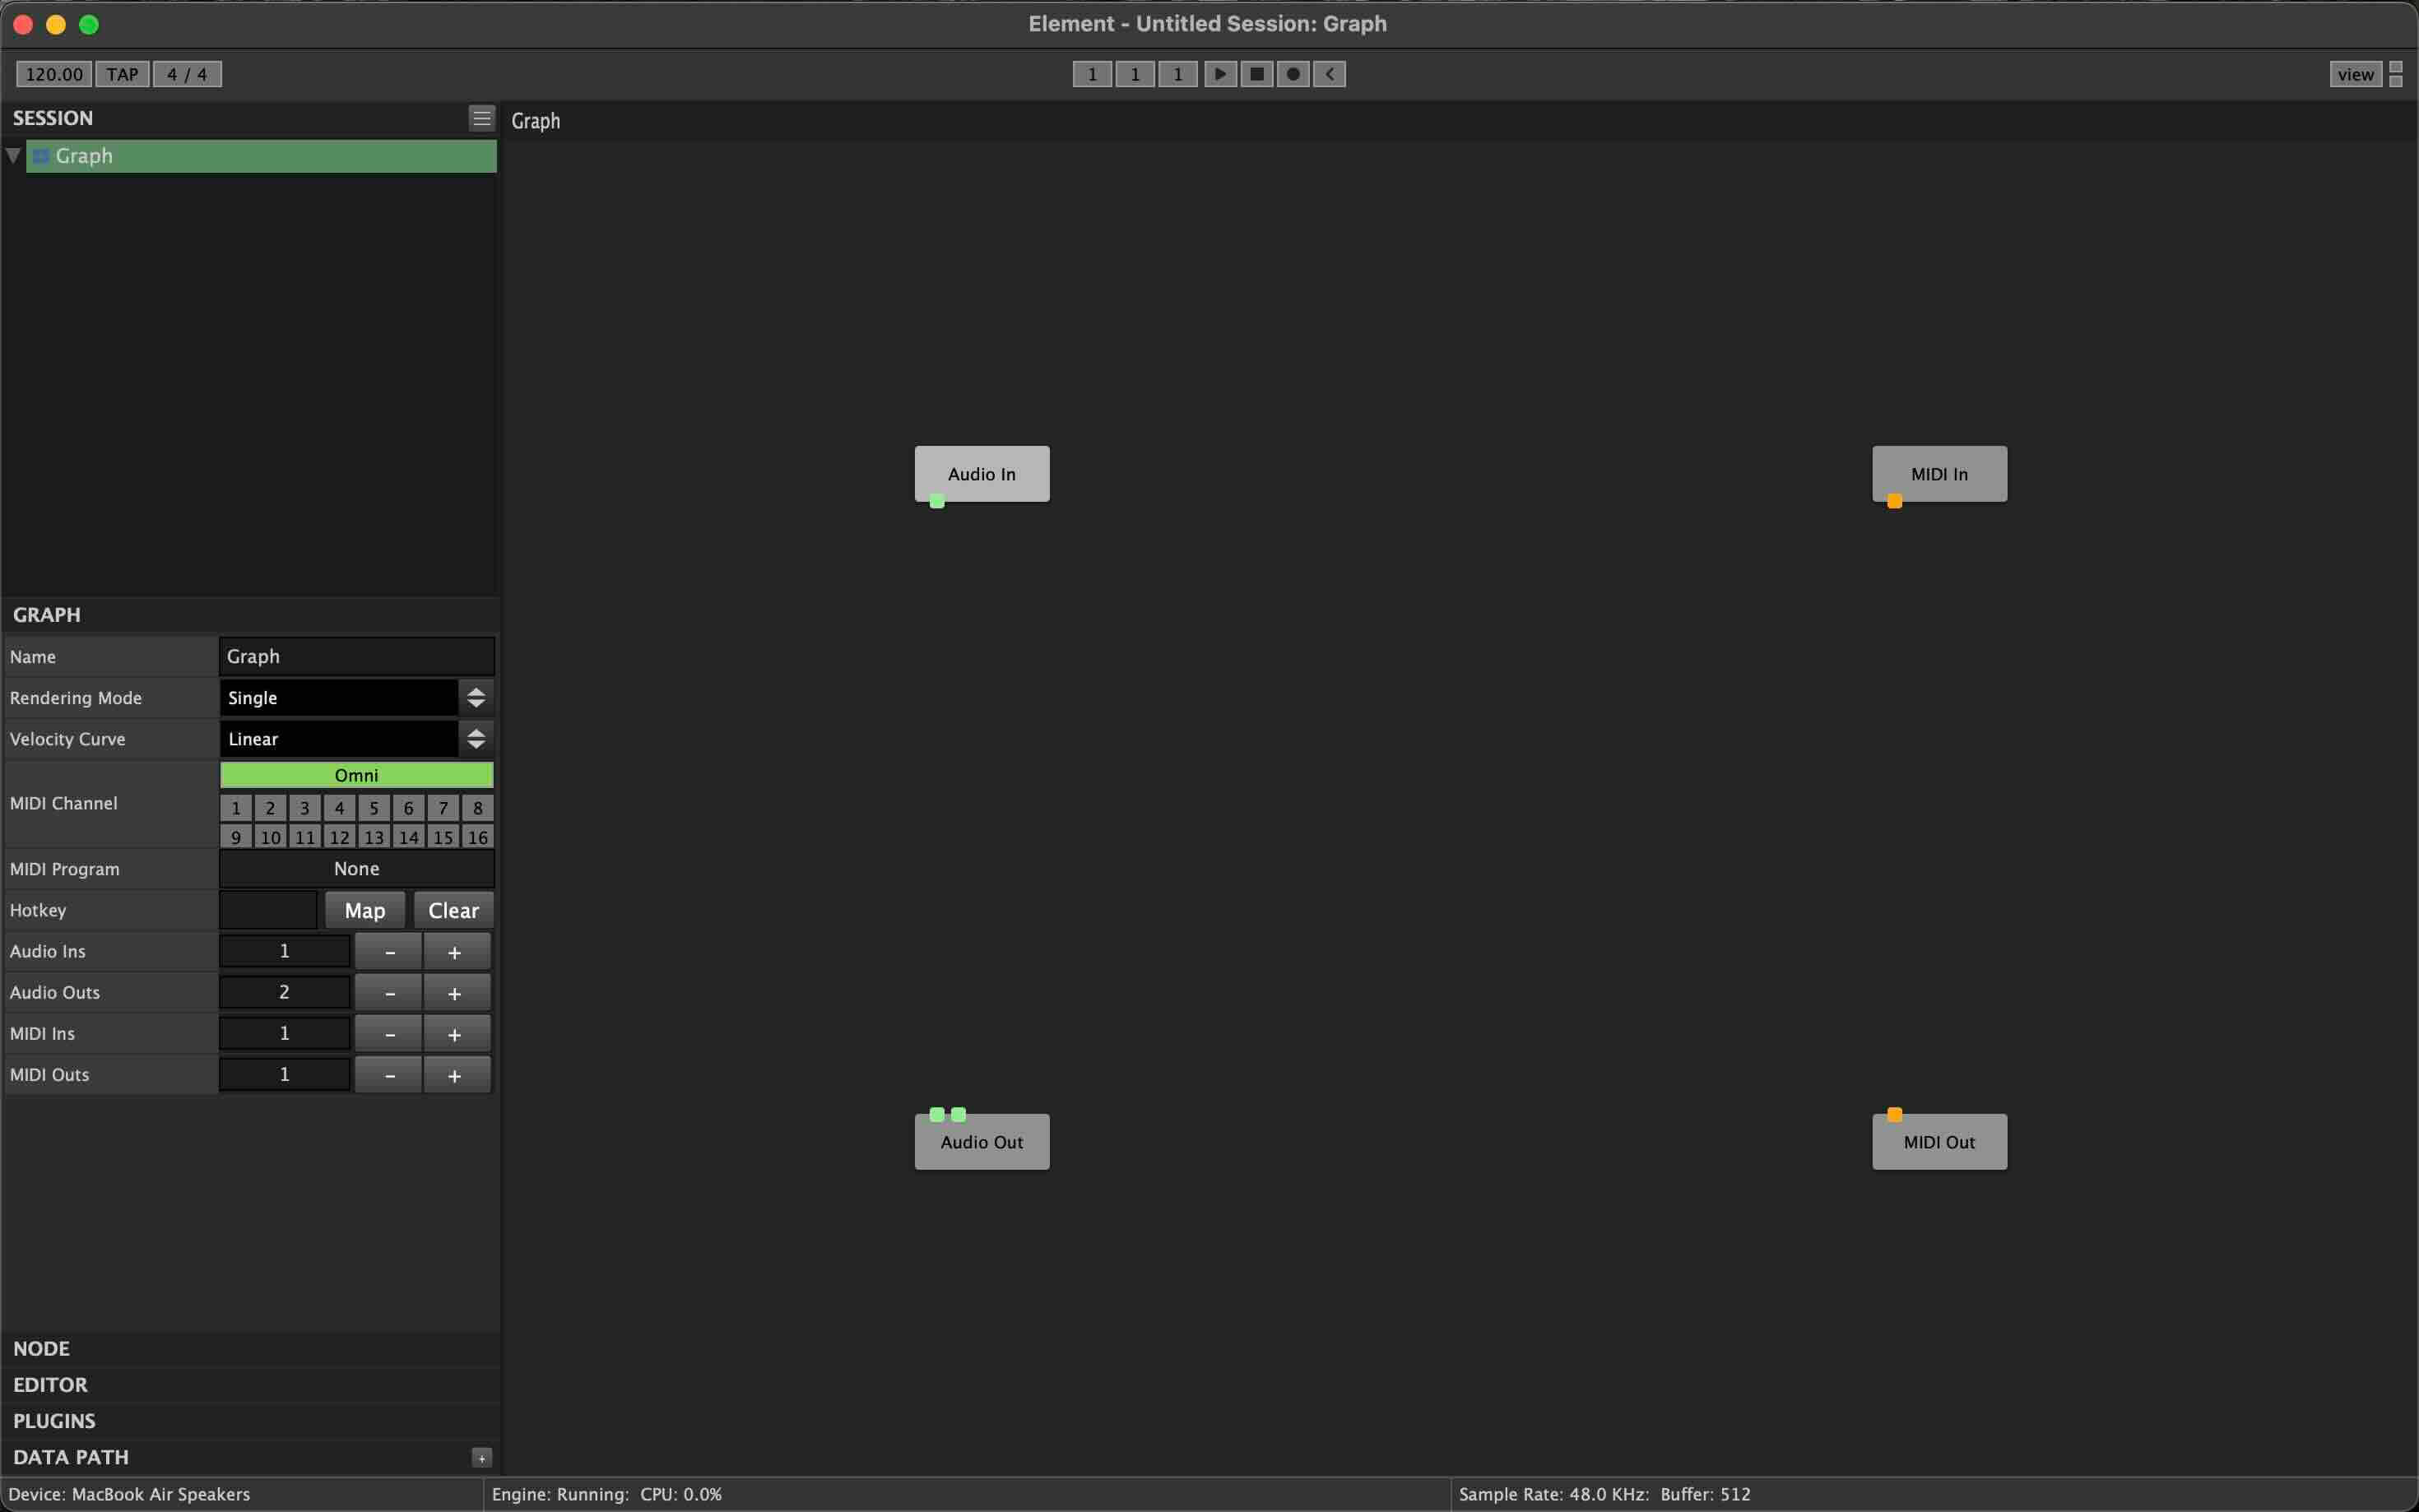 Element - Untitled Session: Graph
120.00 TAP 4 / 4 1 1 1 view
SESSION
Graph
Graph
Audio In
MIDI In
GRAPH
Name Graph
Rendering Mode Single
Velocity Curve Linear
MIDI Channel
Omni
1 2 3 4 5 6 7 8
9 10 11 12 13 14 15 16
MIDI Program None
Hotkey Map Clear
Audio Ins 1 - +
Audio Outs 2 - +
MIDI Ins 1 - +
MIDI Outs 1 - +
Audio Out
MIDI Out
NODE
EDITOR
PLUGINS
DATA PATH +
Device: MacBook Air Speakers Engine: Running: CPU: 0.0% Sample Rate: 48.0 KHz: Buffer: 512